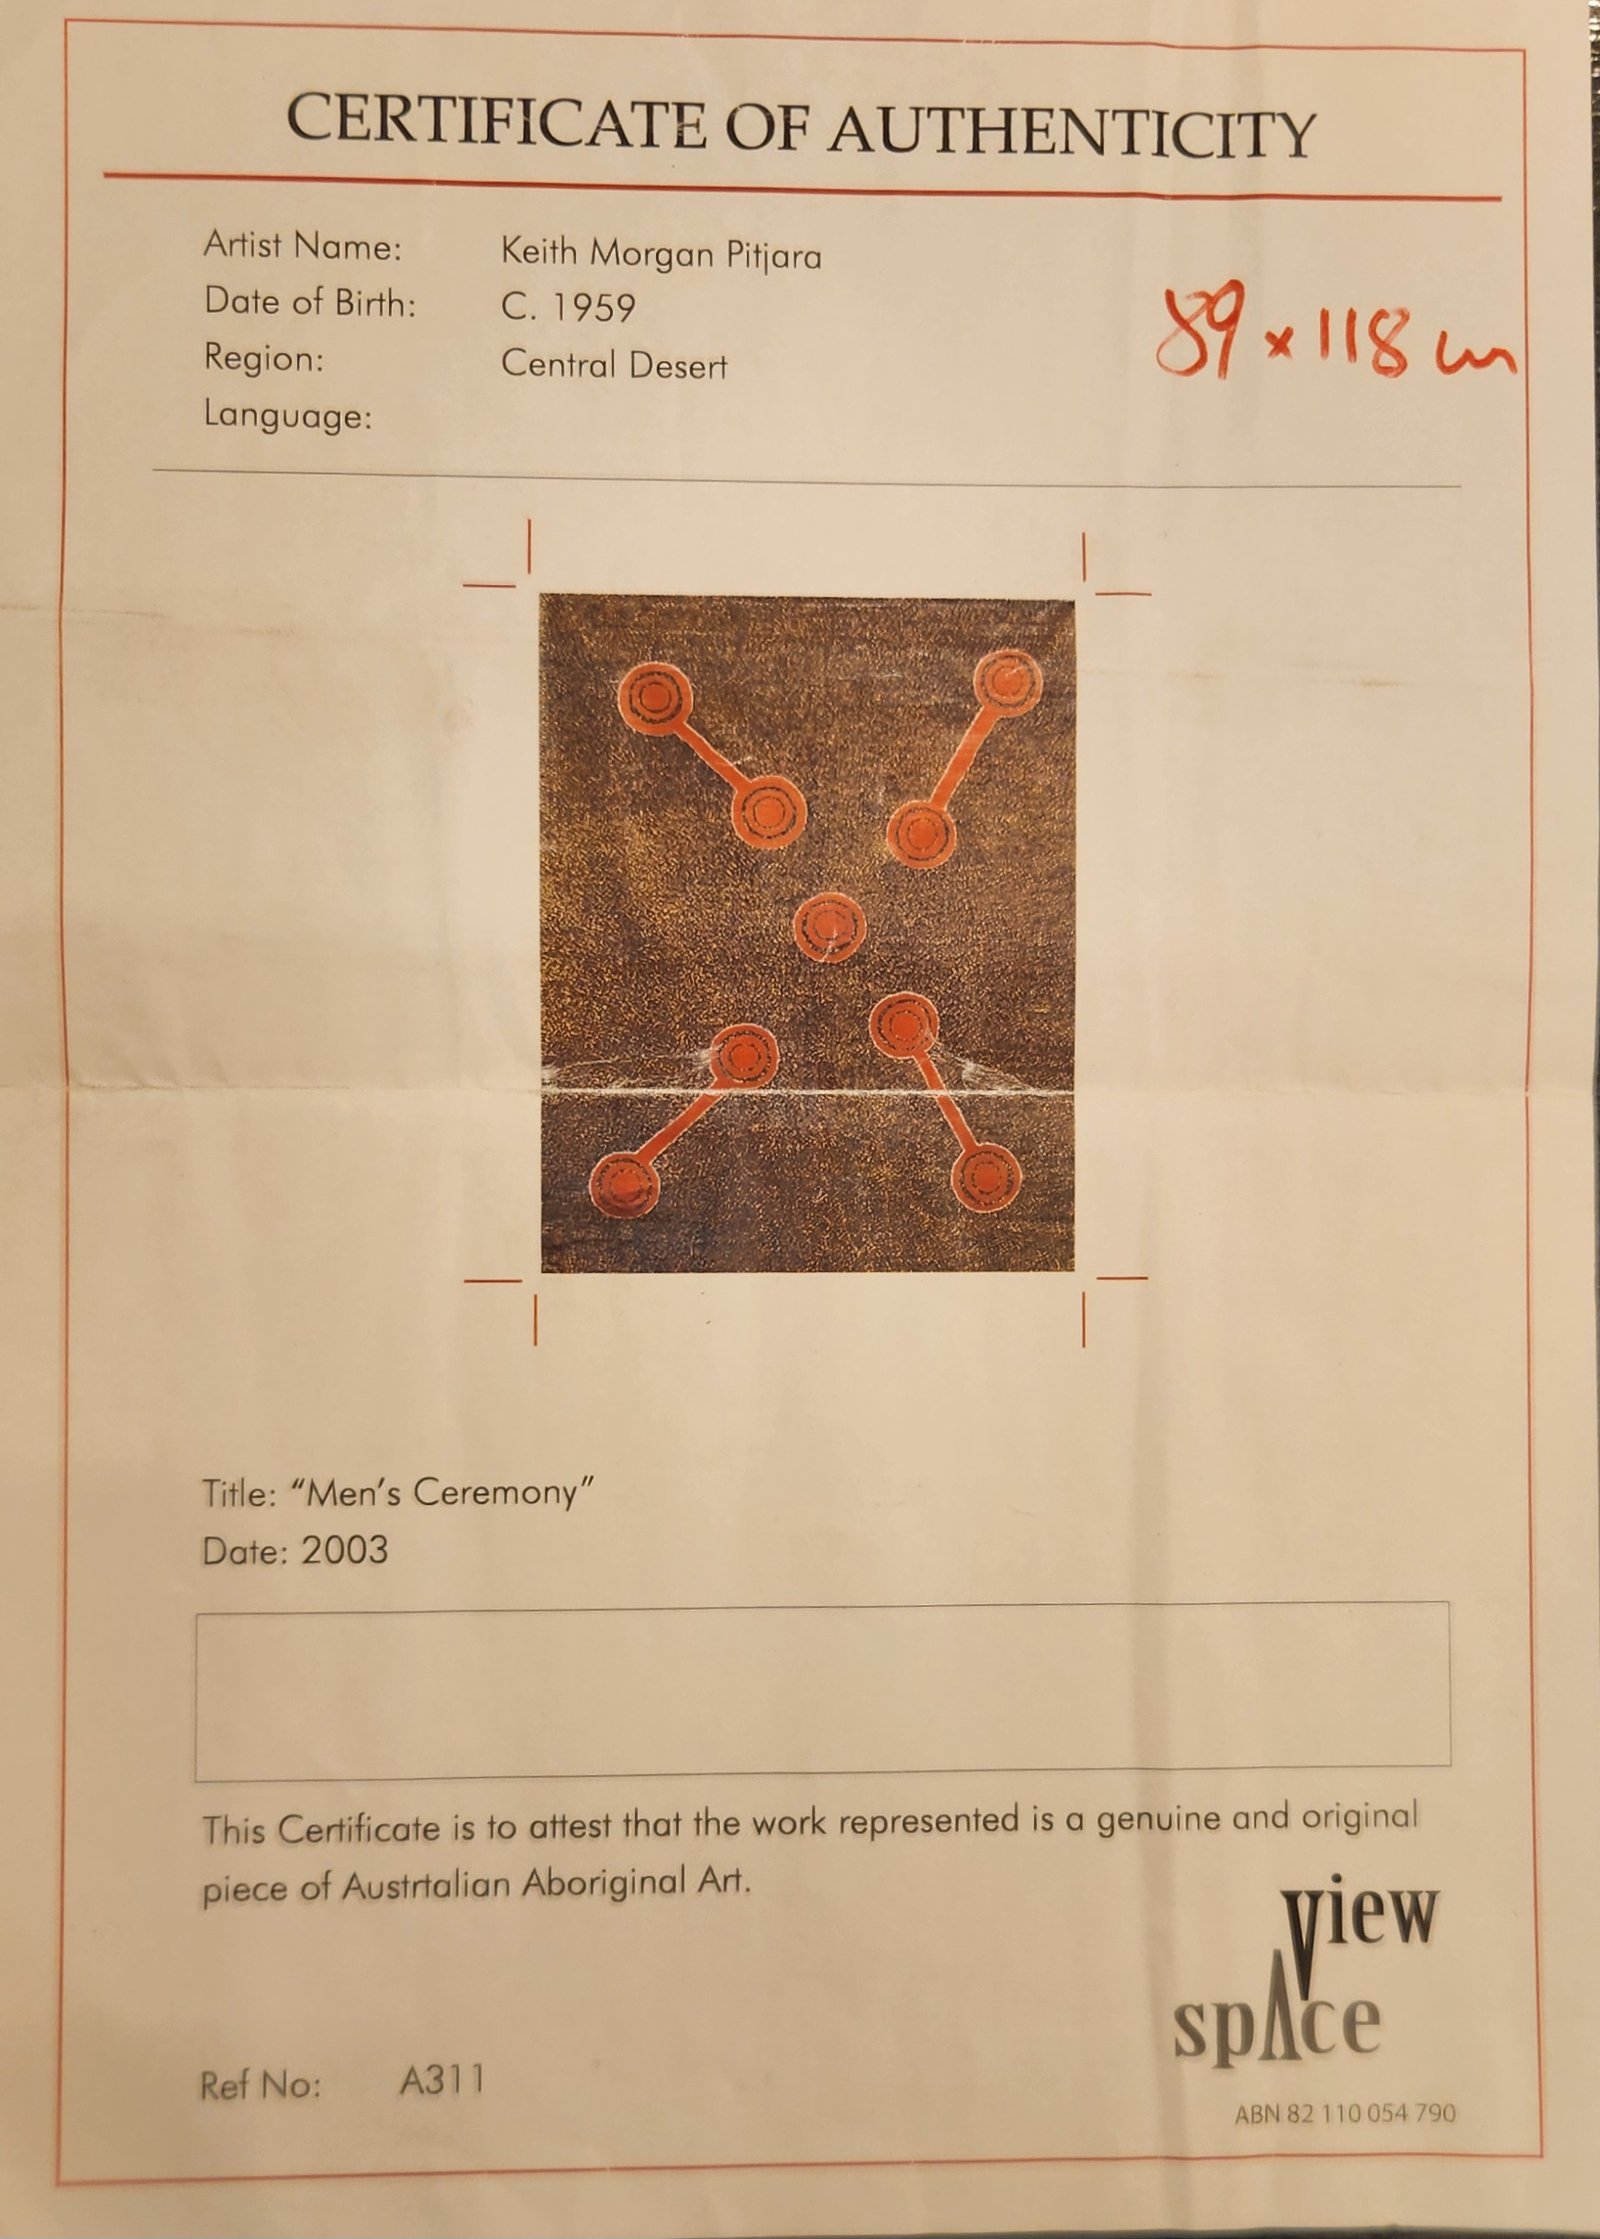 CERTIFICATE OF AUTHENTICITY
Artist Name: Keith Morgan Pitjara
Date of Birth: C. 1959
Region: Central Desert
Language:
89 x 118 cm
Title: “Men’s Ceremony”
Date: 2003
This Certificate is to attest that the work represented is a genuine and original
piece of Austrtalian Aboriginal Art.
view
space
Ref No: A311
ABN 82 110 054 790